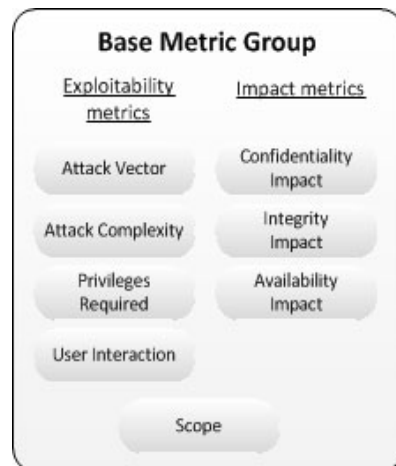 Base Metric Group
Exploitability
metrics
Impact metrics
Attack Vector
Confidentiality
Impact
Attack Complexity
Integrity
Impact
Privileges
Required
Availability
Impact
User Interaction
Scope